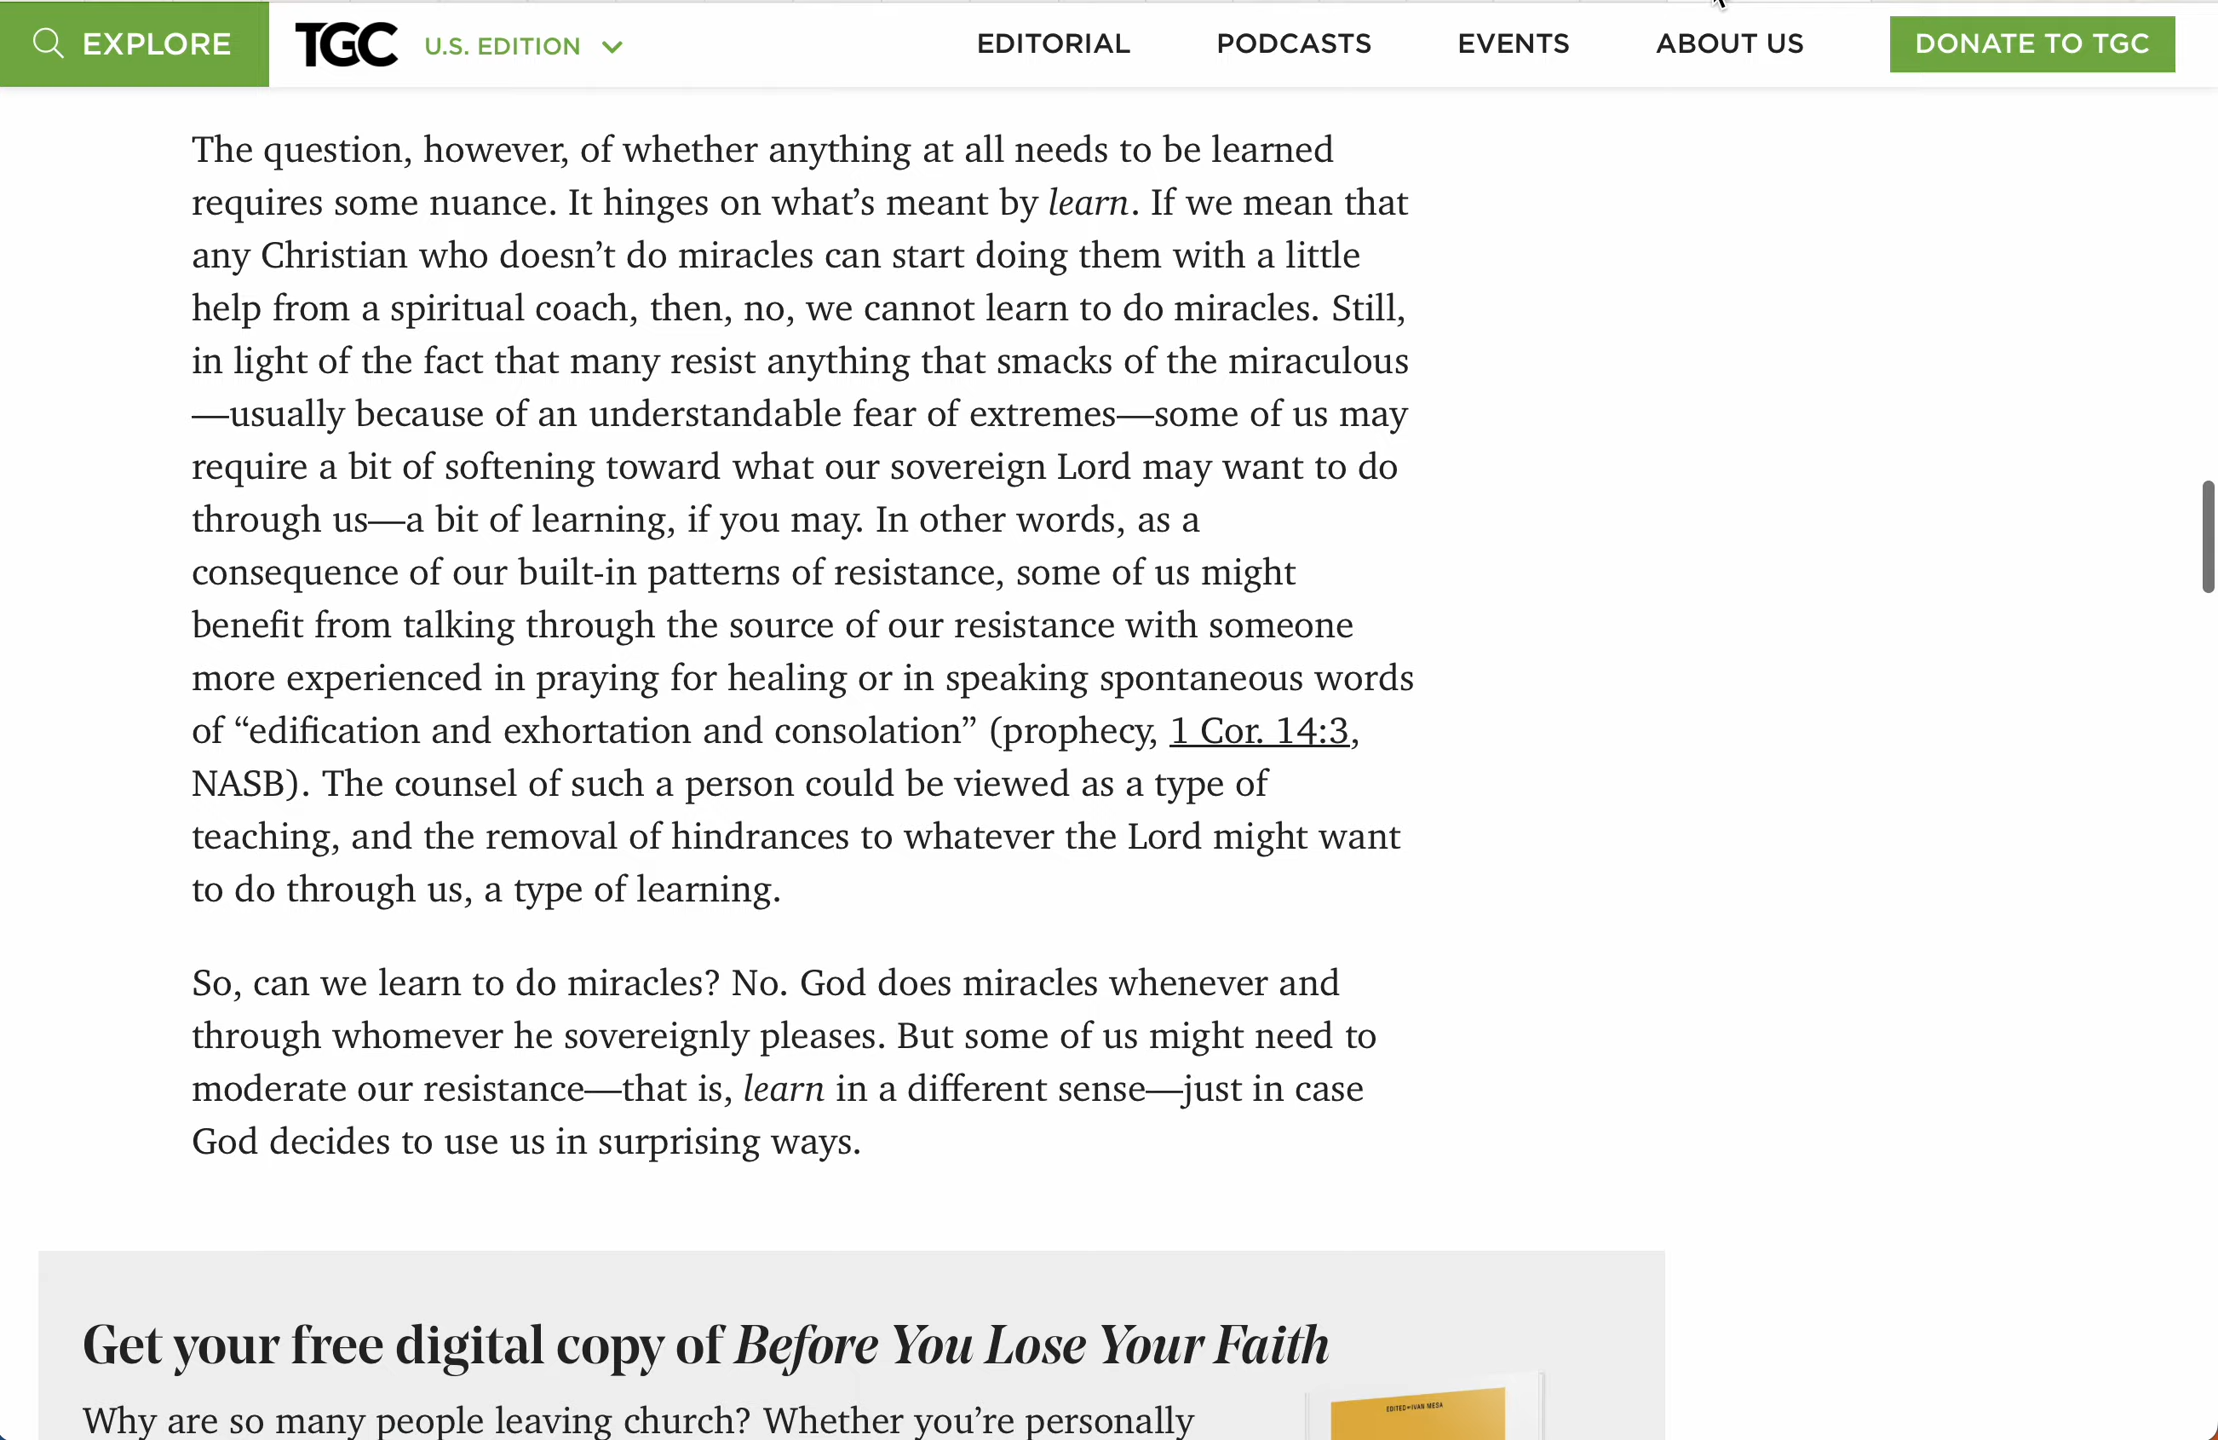 EXPLORE TGC U.S. EDITION EDITORIAL PODCASTS EVENTS ABOUT US DONATE TO TGC
The question, however, of whether anything at all needs to be learned
requires some nuance. It hinges on what’s meant by learn. If we mean that
any Christian who doesn’t do miracles can start doing them with a little
help from a spiritual coach, then, no, we cannot learn to do miracles. Still,
in light of the fact that many resist anything that smacks of the miraculous
—usually because of an understandable fear of extremes—some of us may
require a bit of softening toward what our sovereign Lord may want to do
through us—a bit of learning, if you may. In other words, as a
consequence of our built-in patterns of resistance, some of us might
benefit from talking through the source of our resistance with someone
more experienced in praying for healing or in speaking spontaneous words
of “edification and exhortation and consolation” (prophecy, 1 Cor. 14:3,
NASB). The counsel of such a person could be viewed as a type of
teaching, and the removal of hindrances to whatever the Lord might want
to do through us, a type of learning.
So, can we learn to do miracles? No. God does miracles whenever and
through whomever he sovereignly pleases. But some of us might need to
moderate our resistance—that is, learn in a different sense—just in case
God decides to use us in surprising ways.
Get your free digital copy of Before You Lose Your Faith
EDITED BY IVAN MESA
Why are so many people leaving church? Whether you’re personally